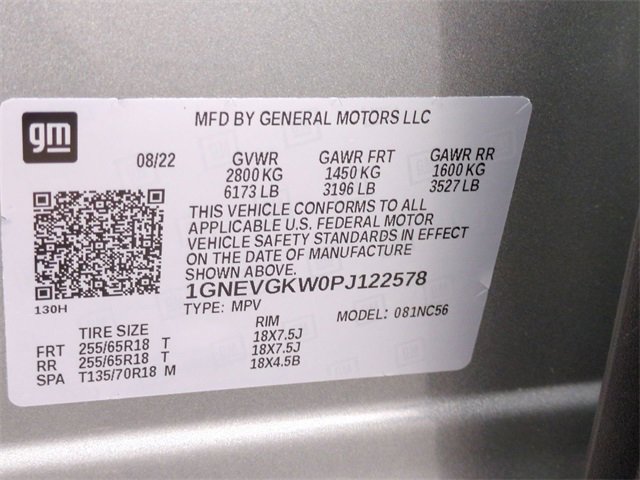 gm
MFD BY GENERAL MOTORS LLC
08/22 GVWR GAWR FRT GAWR RR
2800 KG 1450 KG 1600 KG
6173 LB 3196 LB 3527 LB
THIS VEHICLE CONFORMS TO ALL
APPLICABLE U.S. FEDERAL MOTOR
VEHICLE SAFETY STANDARDS IN EFFECT
ON THE DATE OF MANUFACTURE
SHOWN ABOVE.
130H
1GNEVGKW0PJ122578
TYPE: MPV MODEL: 081NC56
TIRE SIZE RIM
FRT 255/65R18 T 18X7.5J
RR 255/65R18 T 18X7.5J
SPA T135/70R18 M 18X4.5B